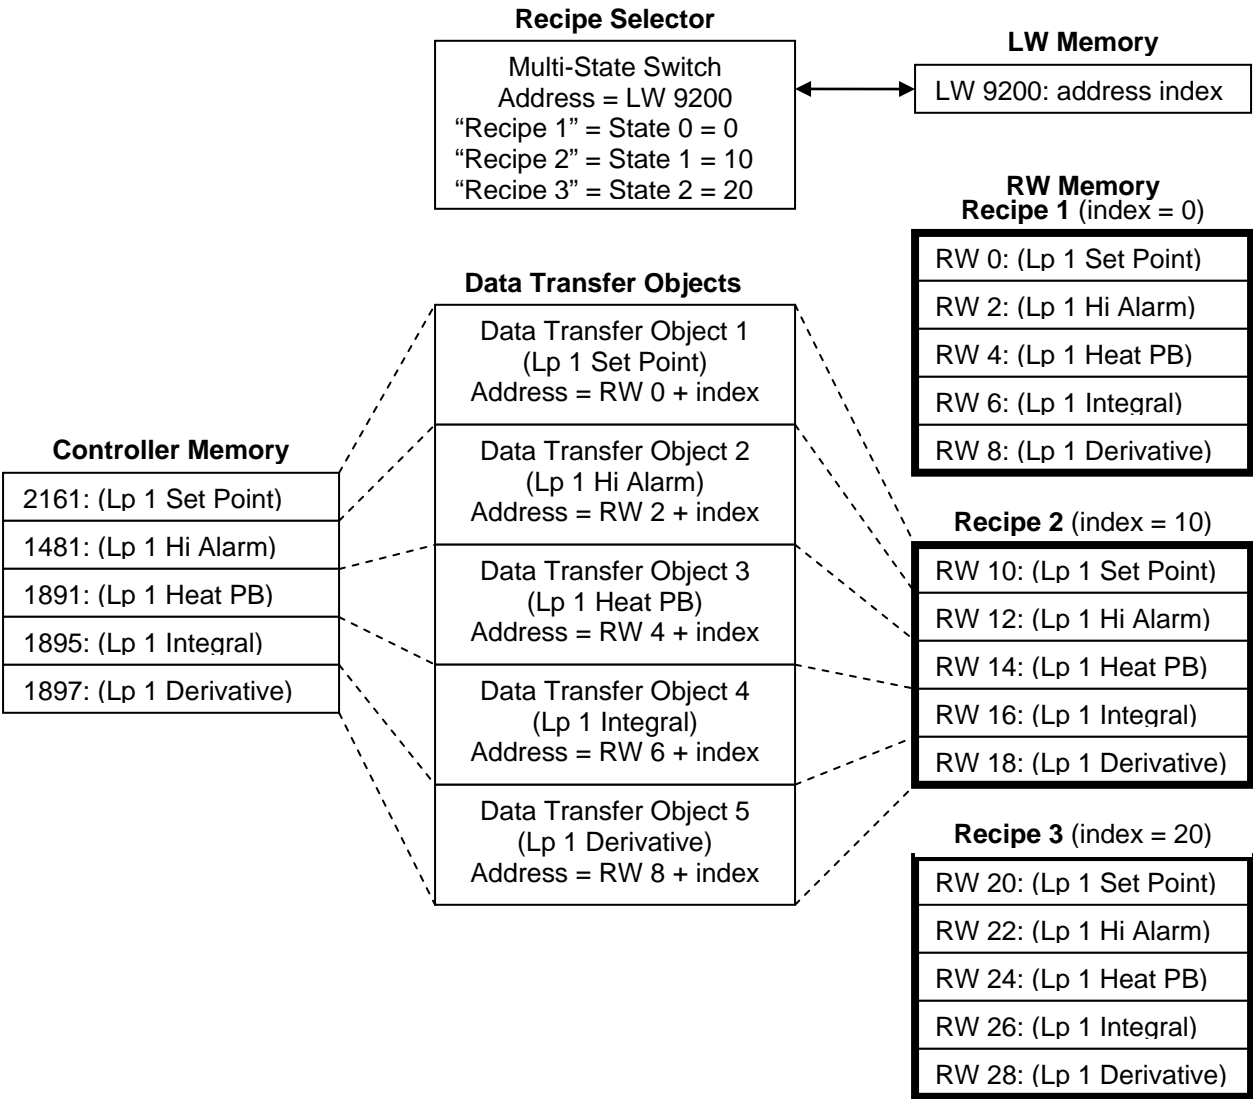 Recipe Selector
Multi-State Switch
Address = LW 9200
“Recipe 1” = State 0 = 0
“Recipe 2” = State 1 = 10
“Recipe 3” = State 2 = 20
LW Memory
LW 9200: address index
RW Memory
Recipe 1 (index = 0)
RW 0: (Lp 1 Set Point)
RW 2: (Lp 1 Hi Alarm)
RW 4: (Lp 1 Heat PB)
RW 6: (Lp 1 Integral)
RW 8: (Lp 1 Derivative)
Data Transfer Objects
Data Transfer Object 1
(Lp 1 Set Point)
Address = RW 0 + index
Data Transfer Object 2
(Lp 1 Hi Alarm)
Address = RW 2 + index
Data Transfer Object 3
(Lp 1 Heat PB)
Address = RW 4 + index
Data Transfer Object 4
(Lp 1 Integral)
Address = RW 6 + index
Data Transfer Object 5
(Lp 1 Derivative)
Address = RW 8 + index
Controller Memory
2161: (Lp 1 Set Point)
1481: (Lp 1 Hi Alarm)
1891: (Lp 1 Heat PB)
1895: (Lp 1 Integral)
1897: (Lp 1 Derivative)
Recipe 2 (index = 10)
RW 10: (Lp 1 Set Point)
RW 12: (Lp 1 Hi Alarm)
RW 14: (Lp 1 Heat PB)
RW 16: (Lp 1 Integral)
RW 18: (Lp 1 Derivative)
Recipe 3 (index = 20)
RW 20: (Lp 1 Set Point)
RW 22: (Lp 1 Hi Alarm)
RW 24: (Lp 1 Heat PB)
RW 26: (Lp 1 Integral)
RW 28: (Lp 1 Derivative)